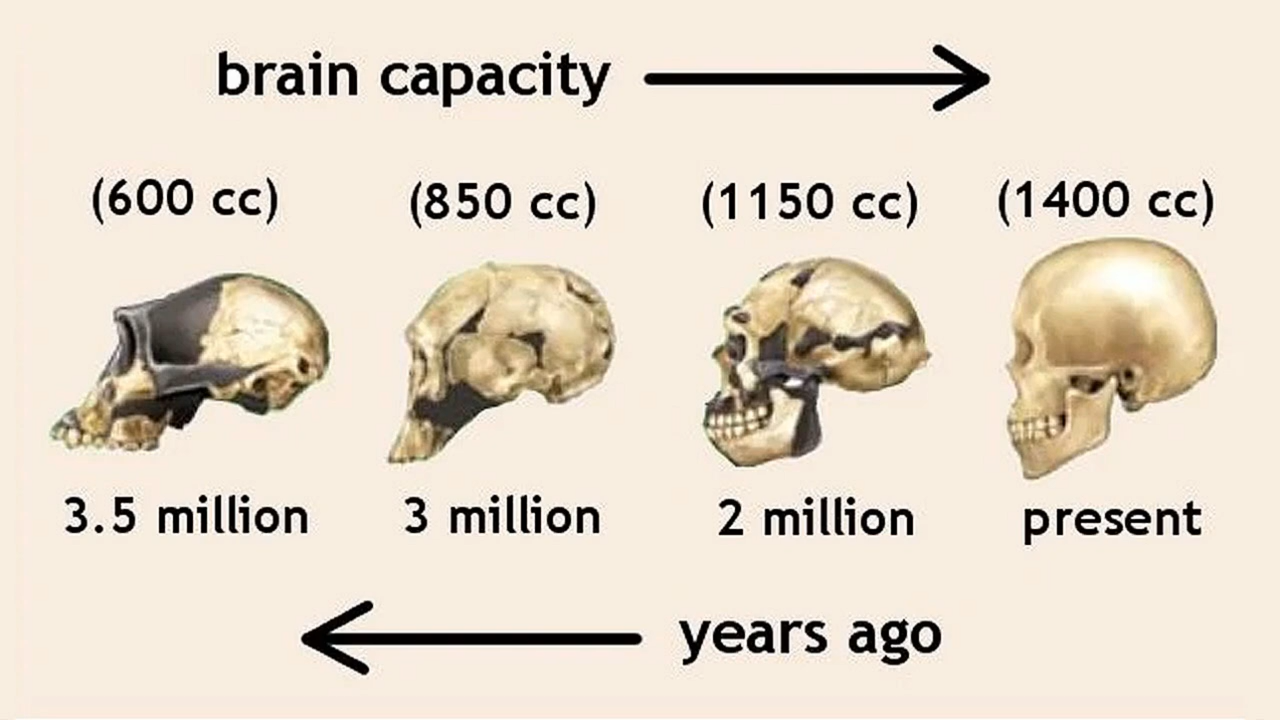 brain capacity
(600 cc) (850 cc) (1150 cc) (1400 cc)
3.5 million 3 million 2 million present
years ago